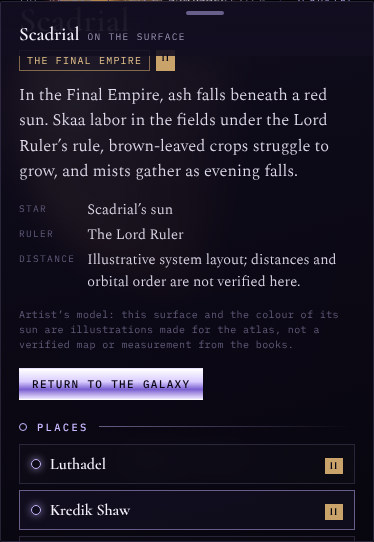 Scadrial
Scadrial ON THE SURFACE
THE FINAL EMPIRE II
In the Final Empire, ash falls beneath a red
sun. Skaa labor in the fields under the Lord
Ruler’s rule, brown-leaved crops struggle to
grow, and mists gather as evening falls.
STAR Scadrial’s sun
RULER The Lord Ruler
DISTANCE Illustrative system layout; distances and
orbital order are not verified here.
Artist’s model: this surface and the colour of its
sun are illustrations made for the atlas, not a
verified map or measurement from the books.
RETURN TO THE GALAXY
PLACES
Luthadel II
Kredik Shaw II